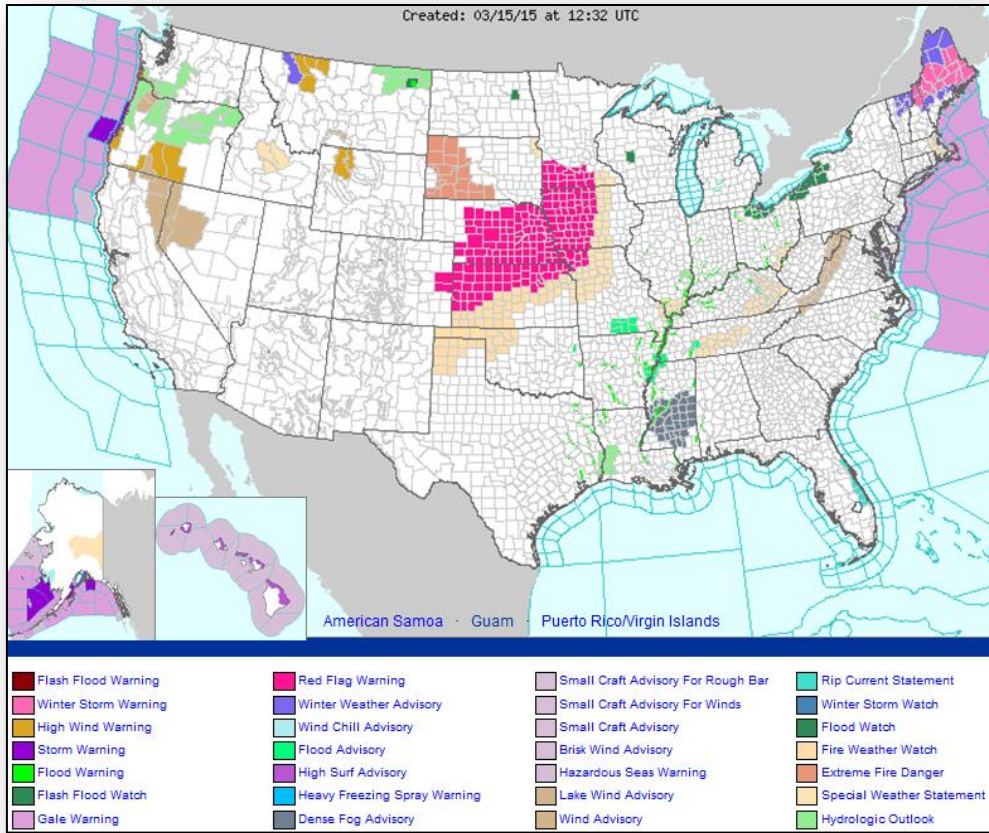 Created: 03/15/15 at 12:32 UTC
American Samoa · Guam · Puerto Rico/Virgin Islands
Flash Flood Warning
Red Flag Warning
Small Craft Advisory For Rough Bar
Rip Current Statement
Winter Storm Warning
Winter Weather Advisory
Small Craft Advisory For Winds
Winter Storm Watch
High Wind Warning
Wind Chill Advisory
Small Craft Advisory
Flood Watch
Storm Warning
Flood Advisory
Brisk Wind Advisory
Fire Weather Watch
Flood Warning
High Surf Advisory
Hazardous Seas Warning
Extreme Fire Danger
Flash Flood Watch
Heavy Freezing Spray Warning
Lake Wind Advisory
Special Weather Statement
Gale Warning
Dense Fog Advisory
Wind Advisory
Hydrologic Outlook